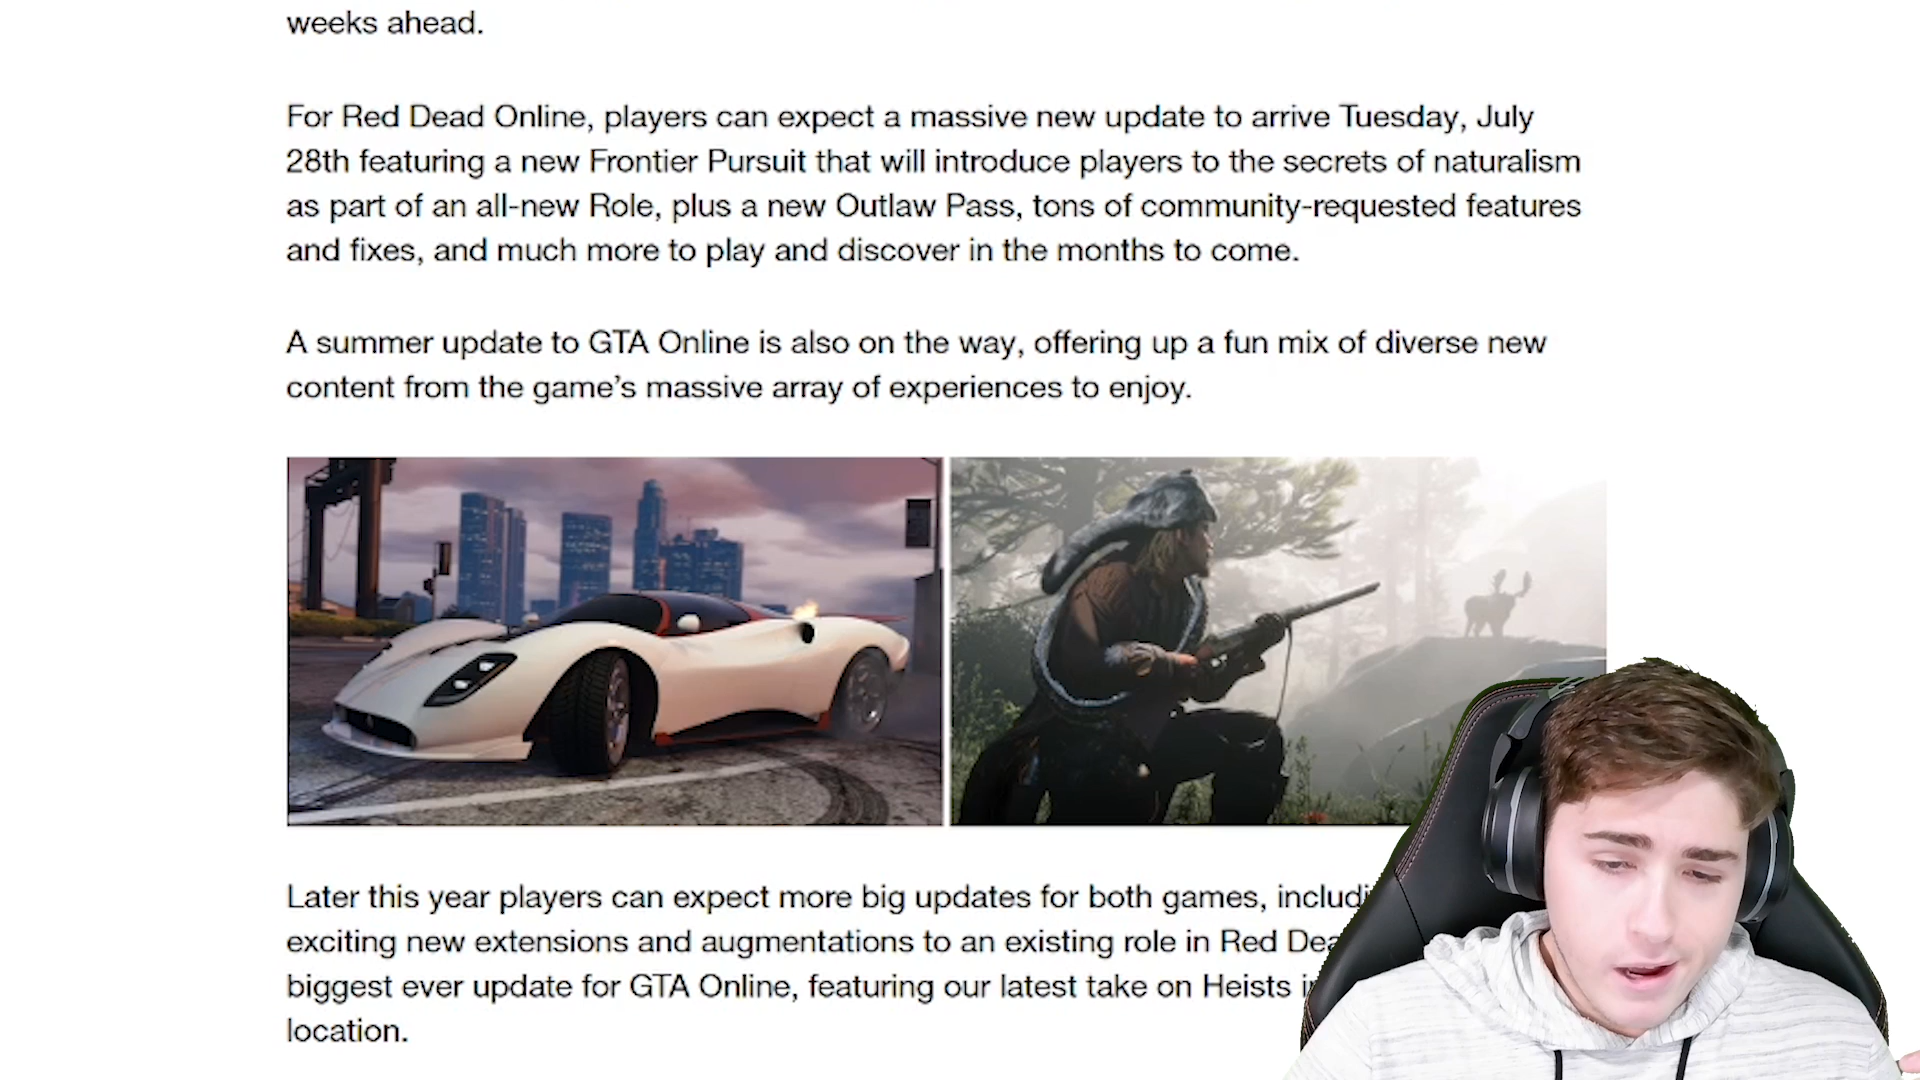 weeks ahead.
For Red Dead Online, players can expect a massive new update to arrive Tuesday, July
28th featuring a new Frontier Pursuit that will introduce players to the secrets of naturalism
as part of an all-new Role, plus a new Outlaw Pass, tons of community-requested features
and fixes, and much more to play and discover in the months to come.
A summer update to GTA Online is also on the way, offering up a fun mix of diverse new
content from the game’s massive array of experiences to enjoy.
Later this year players can expect more big updates for both games,
exciting new extensions and augmentations to an existing role in Red
biggest ever update for GTA Online, featuring our latest take on Heists
location.